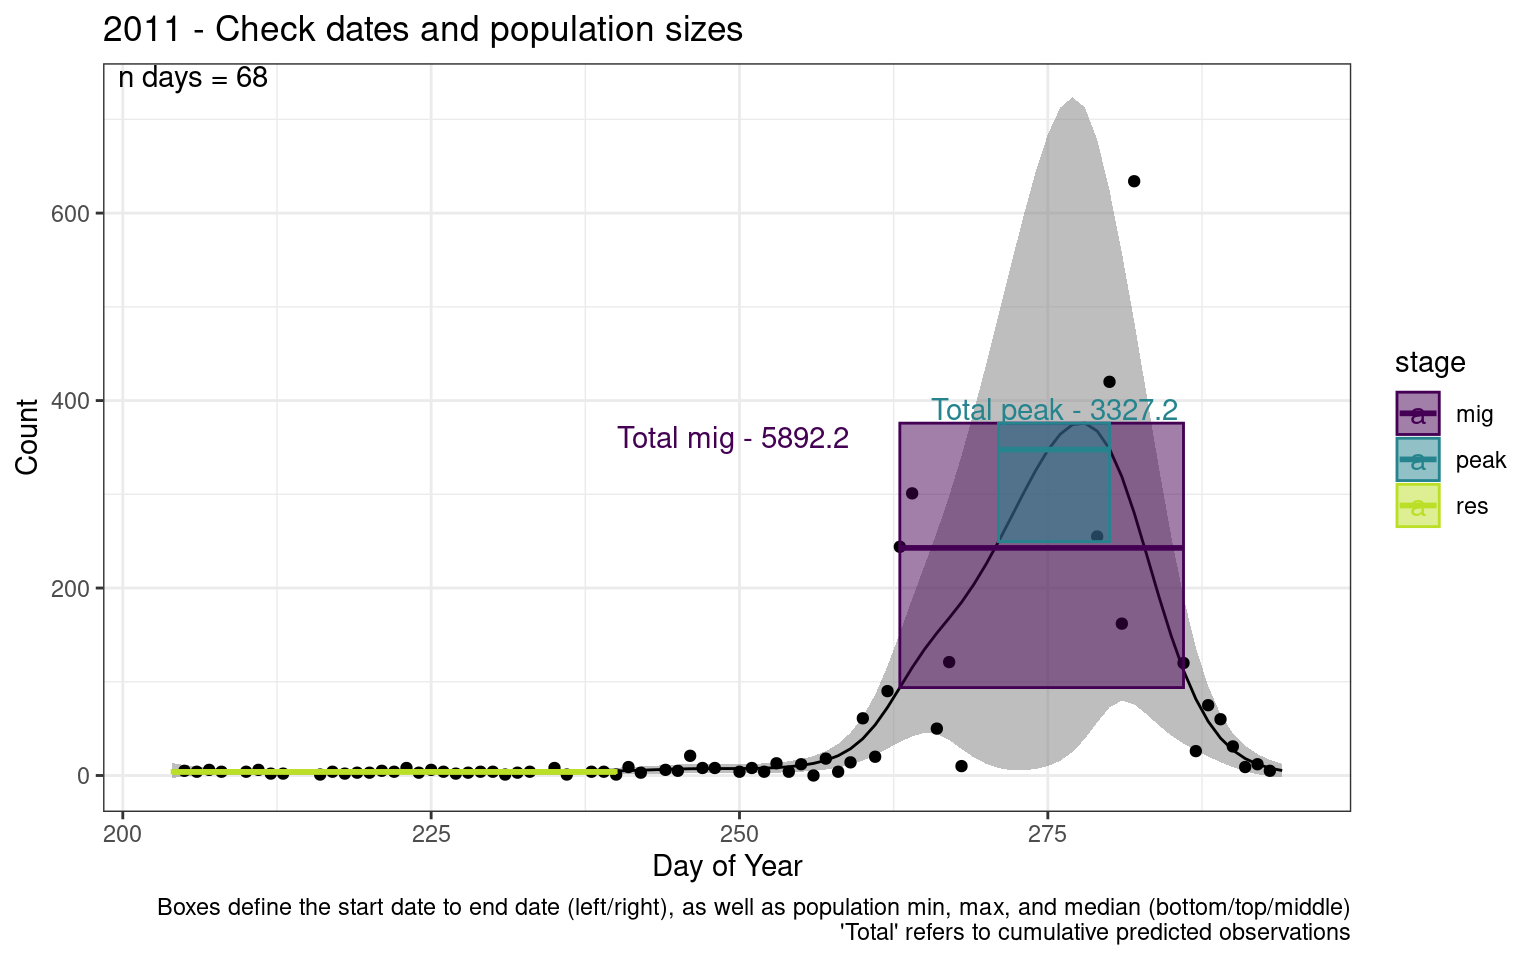 2011 - Check dates and population sizes
n days = 68
600
400
200
0
Count
Total peak - 3327.2
Total mig - 5892.2
200
225
250
275
Day of Year
stage
a mig
a peak
a res
Boxes define the start date to end date (left/right), as well as population min, max, and median (bottom/top/middle)
'Total' refers to cumulative predicted observations